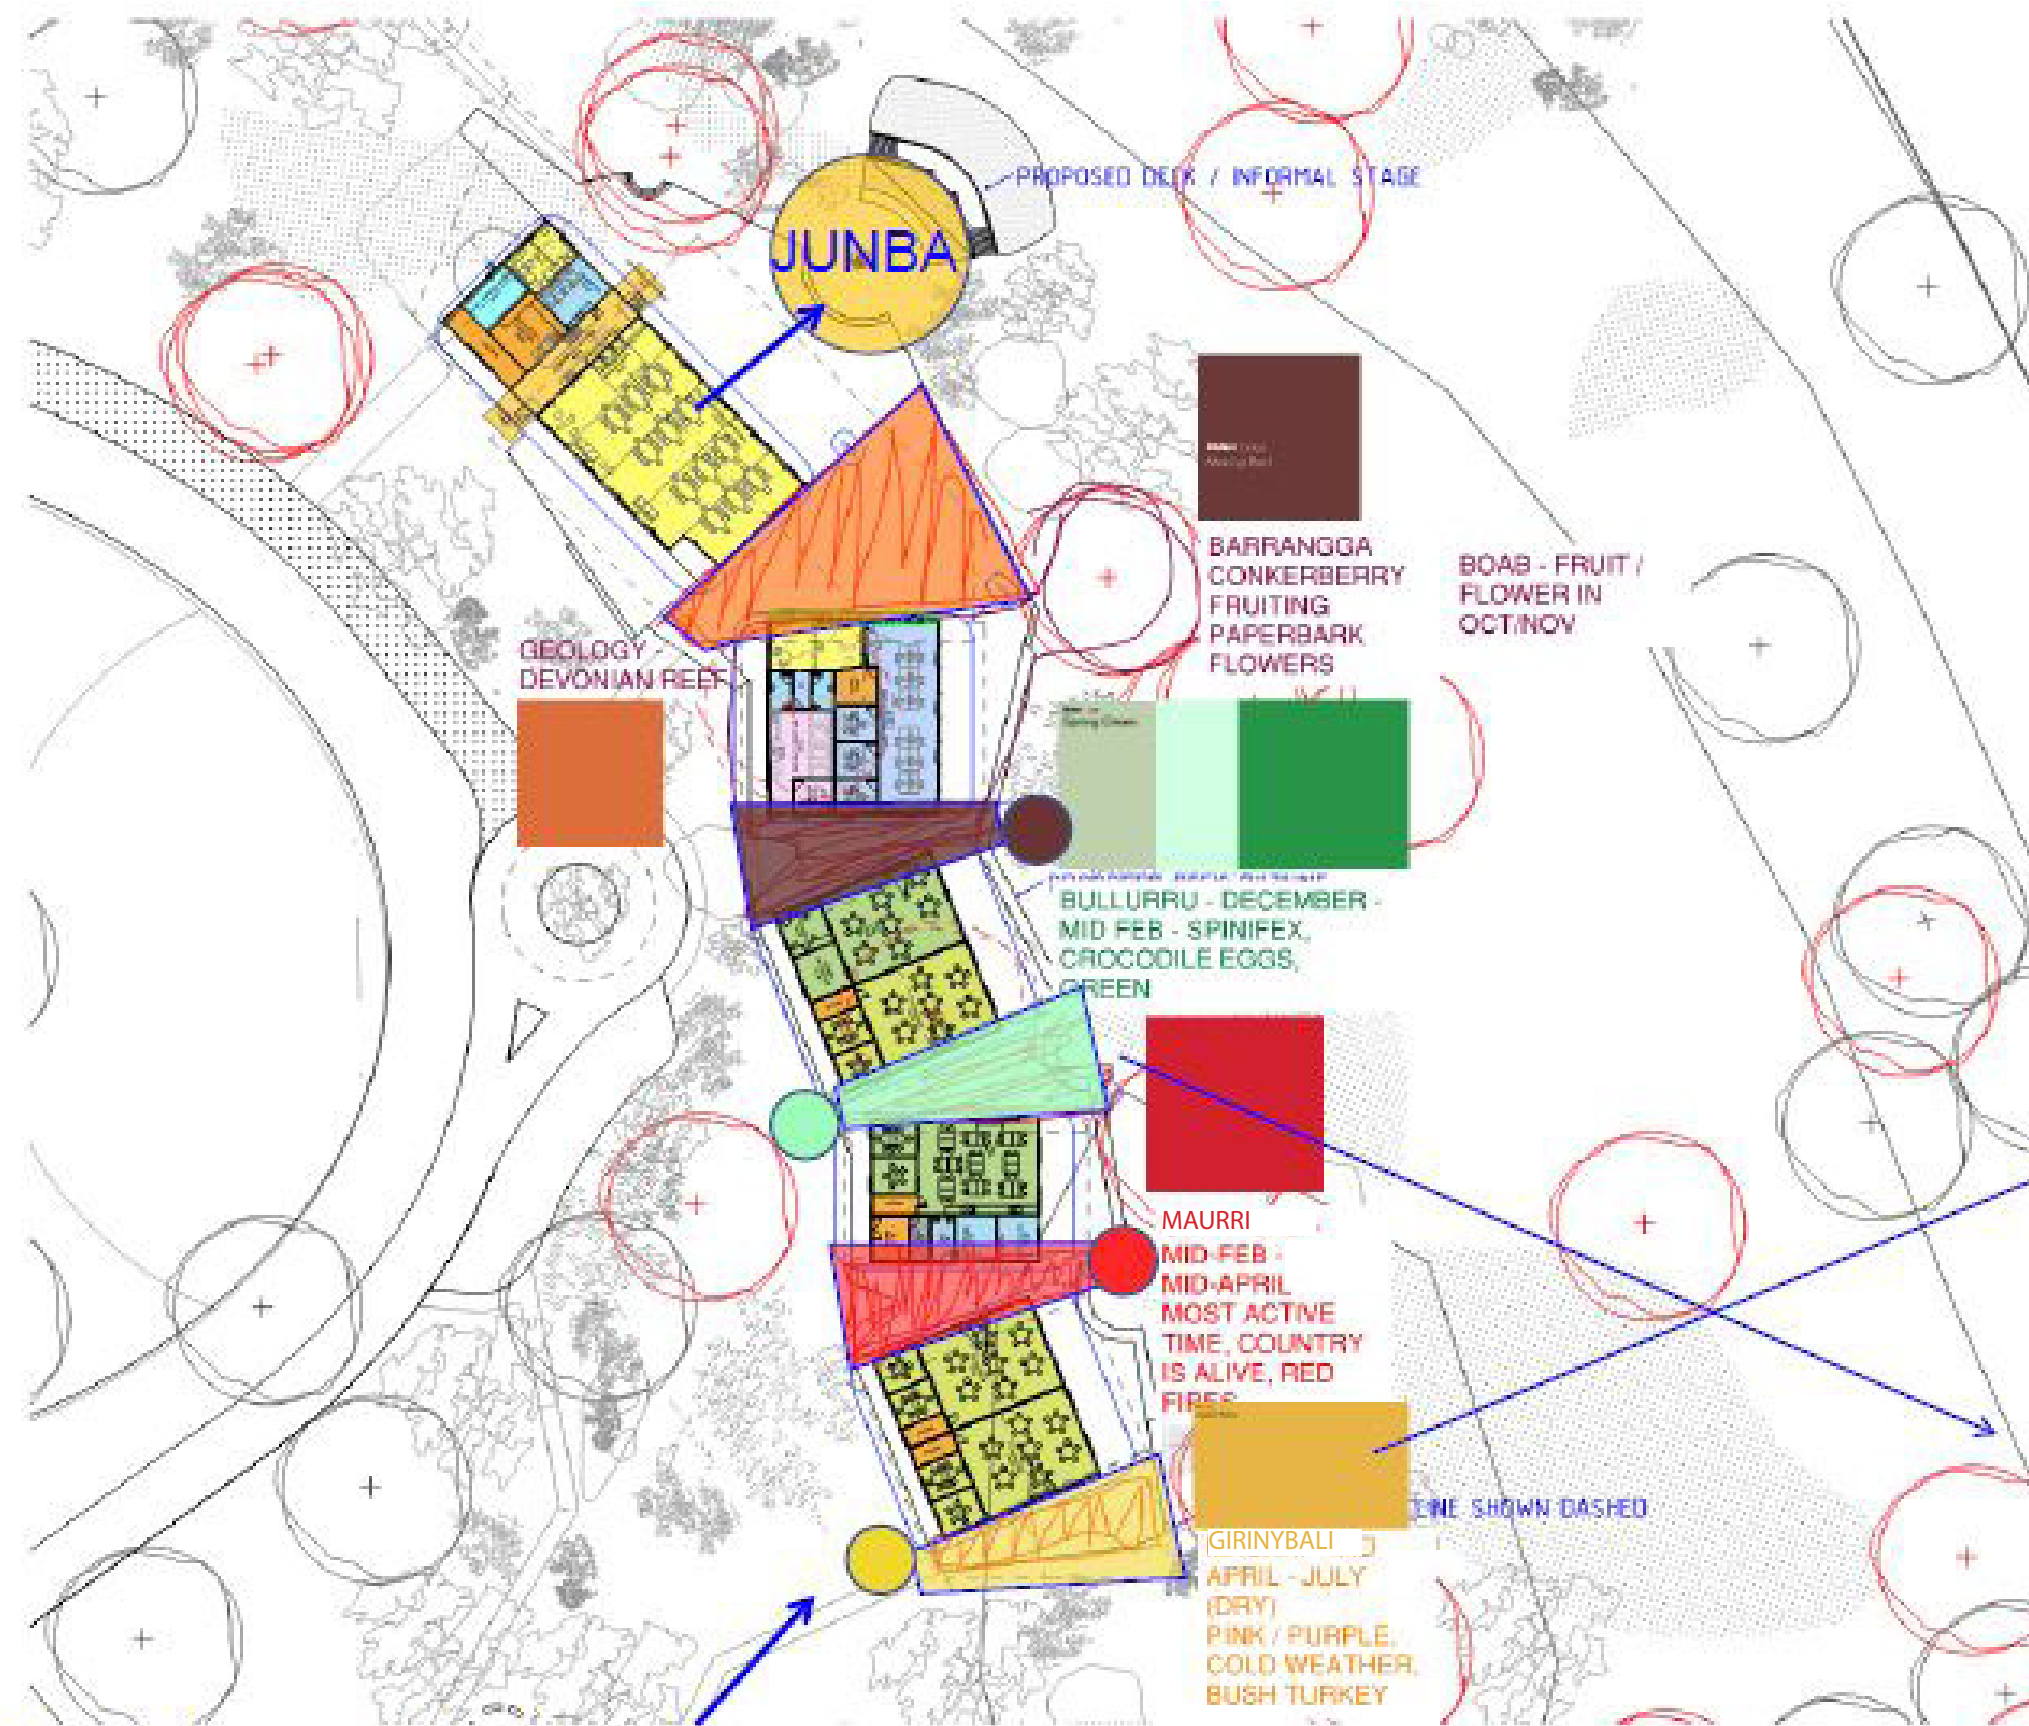 PROPOSED DECK / INFORMAL STAGE
JUNBA
BARRANGGA
CONKERBERRY
FRUITING
PAPERBARK
FLOWERS
BOAB - FRUIT /
FLOWER IN
OCT/NOV
GEOLOGY -
DEVONIAN REEF
BULLURRU - DECEMBER -
MID FEB - SPINIFEX,
CROCODILE EGGS,
GREEN
MAURRI
MID-FEB -
MID-APRIL
MOST ACTIVE
TIME, COUNTRY
IS ALIVE, RED
FIRES
LINE SHOWN DASHED
GIRINYBALI
APRIL - JULY
(DRY)
PINK / PURPLE,
COLD WEATHER,
BUSH TURKEY